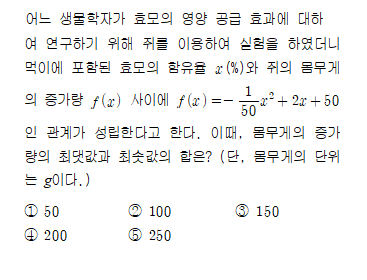 어느 생물학자가 효모의 영양 공급 효과에 대하
여 연구하기 위해 쥐를 이용하여 실험을 하였더니
먹이에 포함된 효모의 함유율 x(%)와 쥐의 몸무게
의 증가량 f(x) 사이에 f(x)=-\frac{1}{50}x^2+2x+50
인 관계가 성립한다고 한다. 이때, 몸무게의 증가
량의 최댓값과 최솟값의 합은? (단, 몸무게의 단위
는 g이다.)
① 50 ② 100 ③ 150
④ 200 ⑤ 250